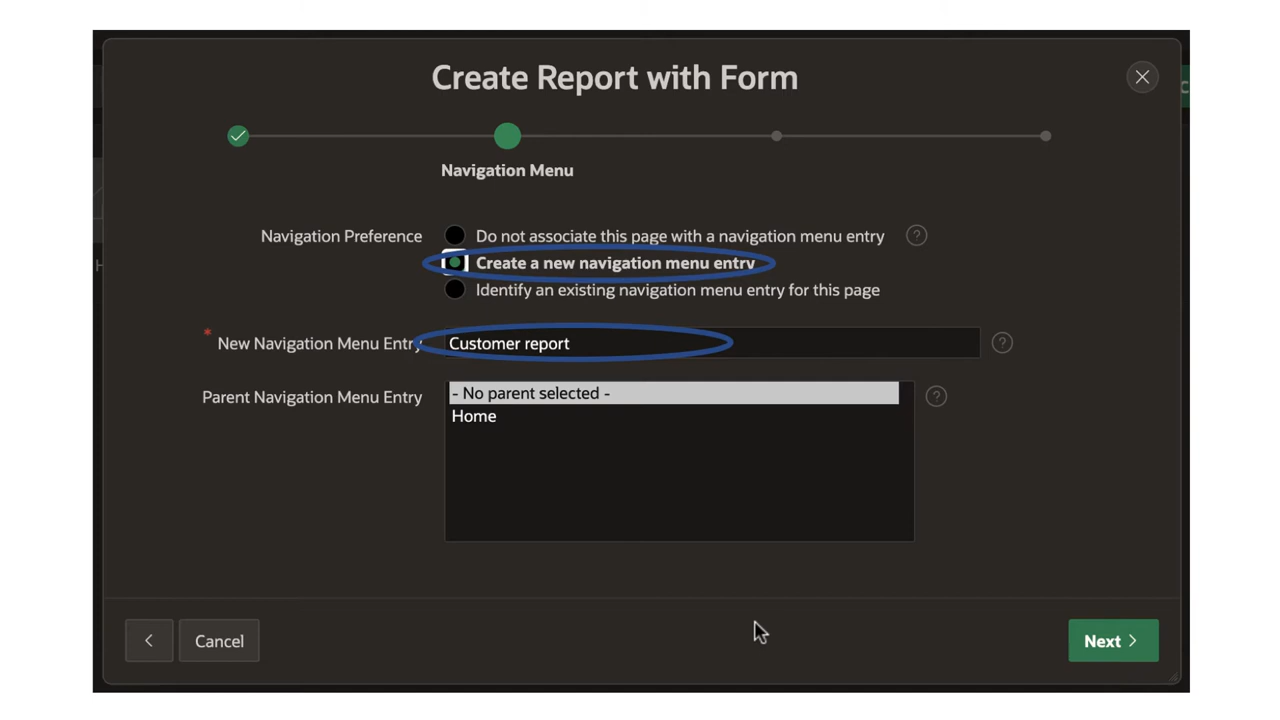 Create Report with Form
Navigation Menu
Navigation Preference
Do not associate this page with a navigation menu entry
Create a new navigation menu entry
Identify an existing navigation menu entry for this page
* New Navigation Menu Entry
Customer report
Parent Navigation Menu Entry
- No parent selected -
Home
Cancel
Next